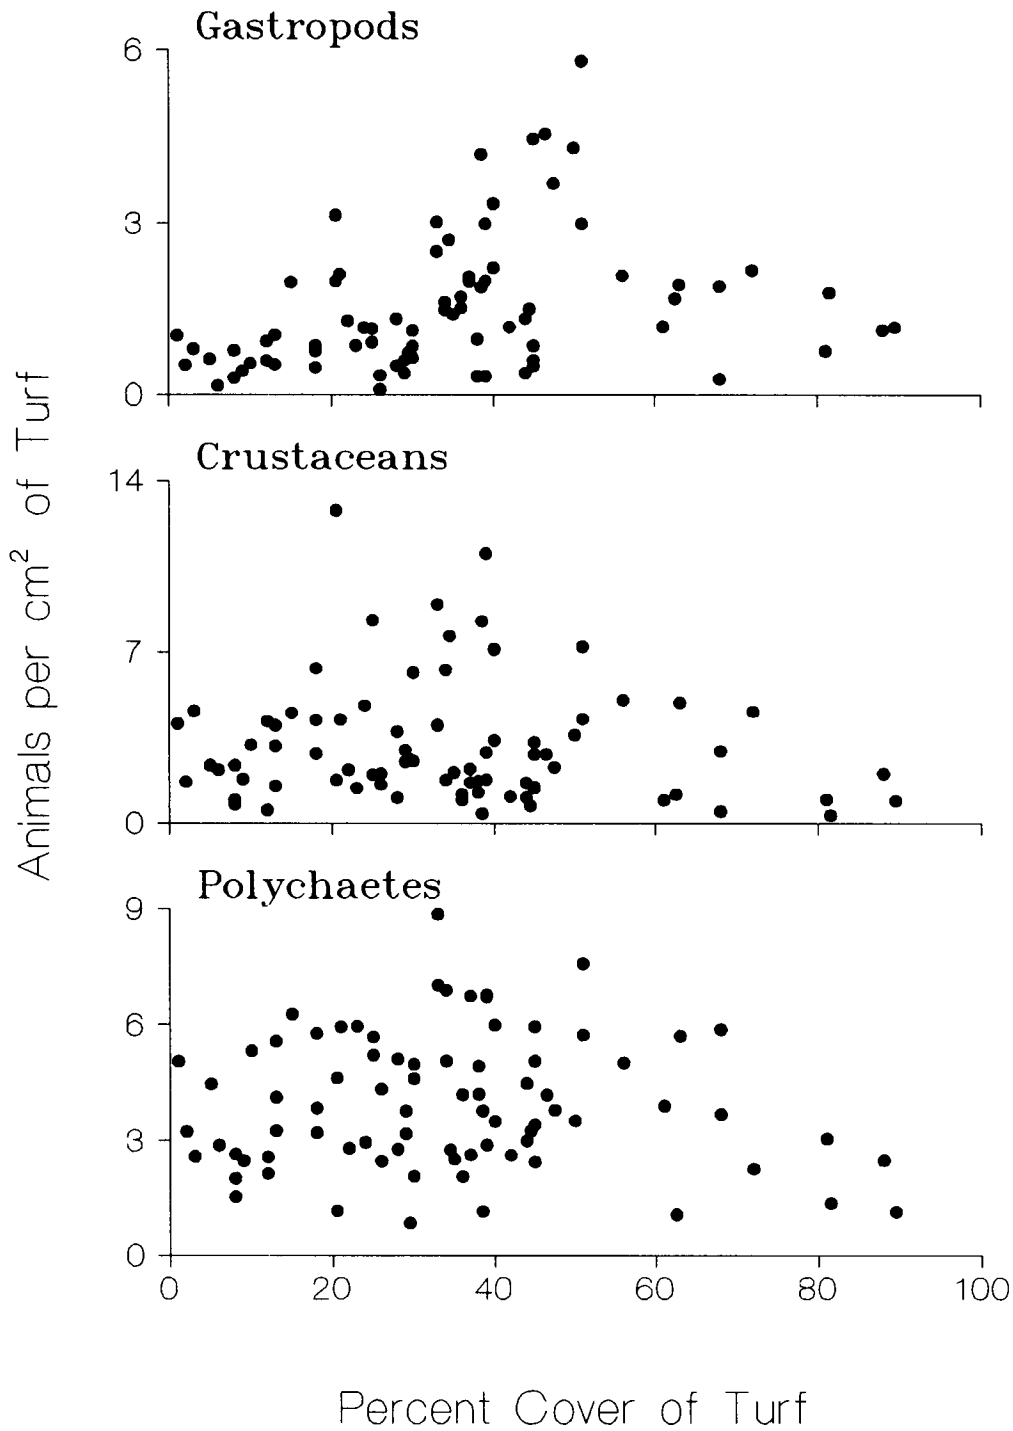 Gastropods
6
3
0
Crustaceans
14
7
0
Animals per cm² of Turf
Polychaetes
9
6
3
0
0 20 40 60 80 100
Percent Cover of Turf